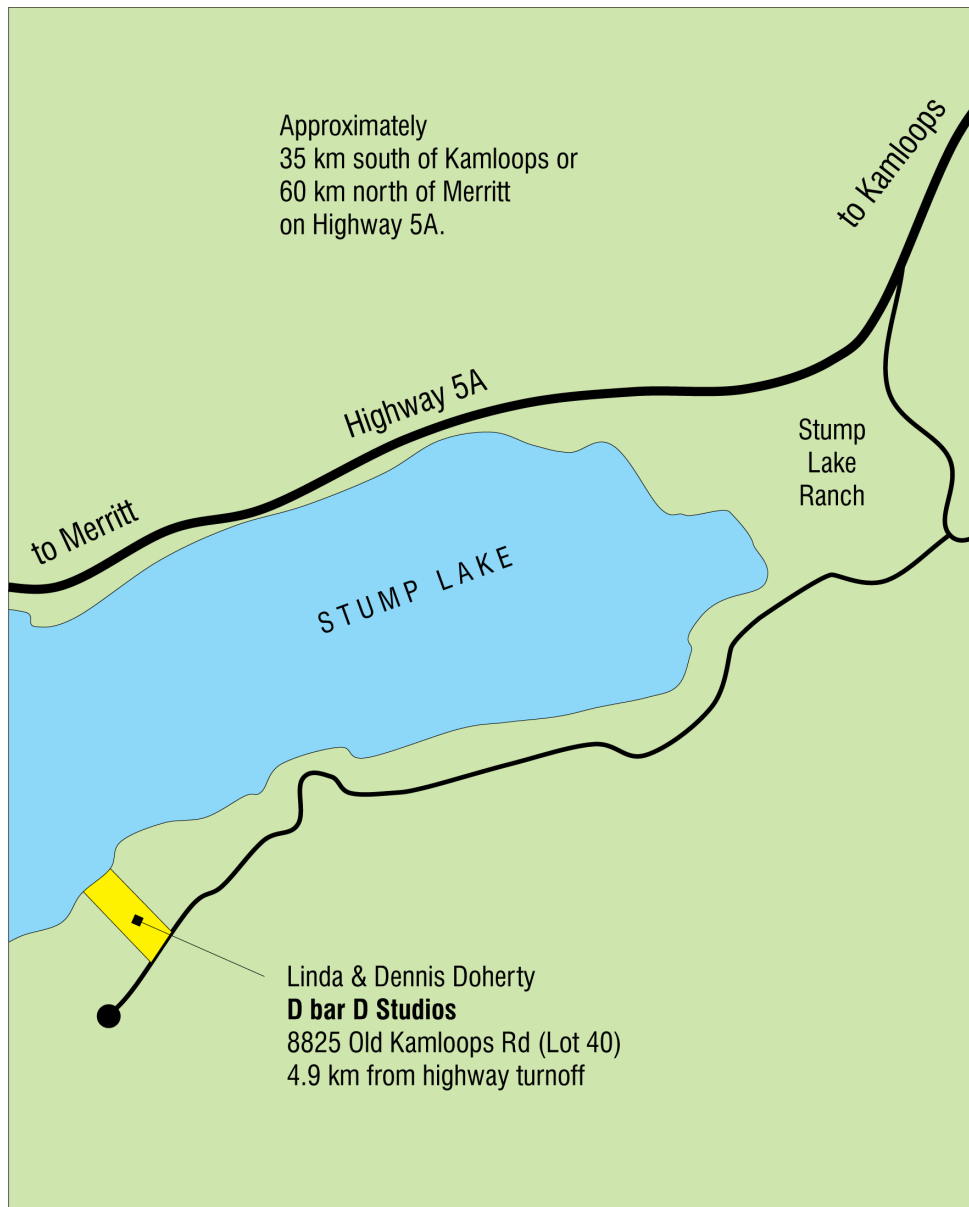 Approximately
35 km south of Kamloops or
60 km north of Merritt
on Highway 5A.
to Kamloops
Highway 5A
Stump
Lake
Ranch
to Merritt
STUMP LAKE
Linda & Dennis Doherty
D bar D Studios
8825 Old Kamloops Rd (Lot 40)
4.9 km from highway turnoff